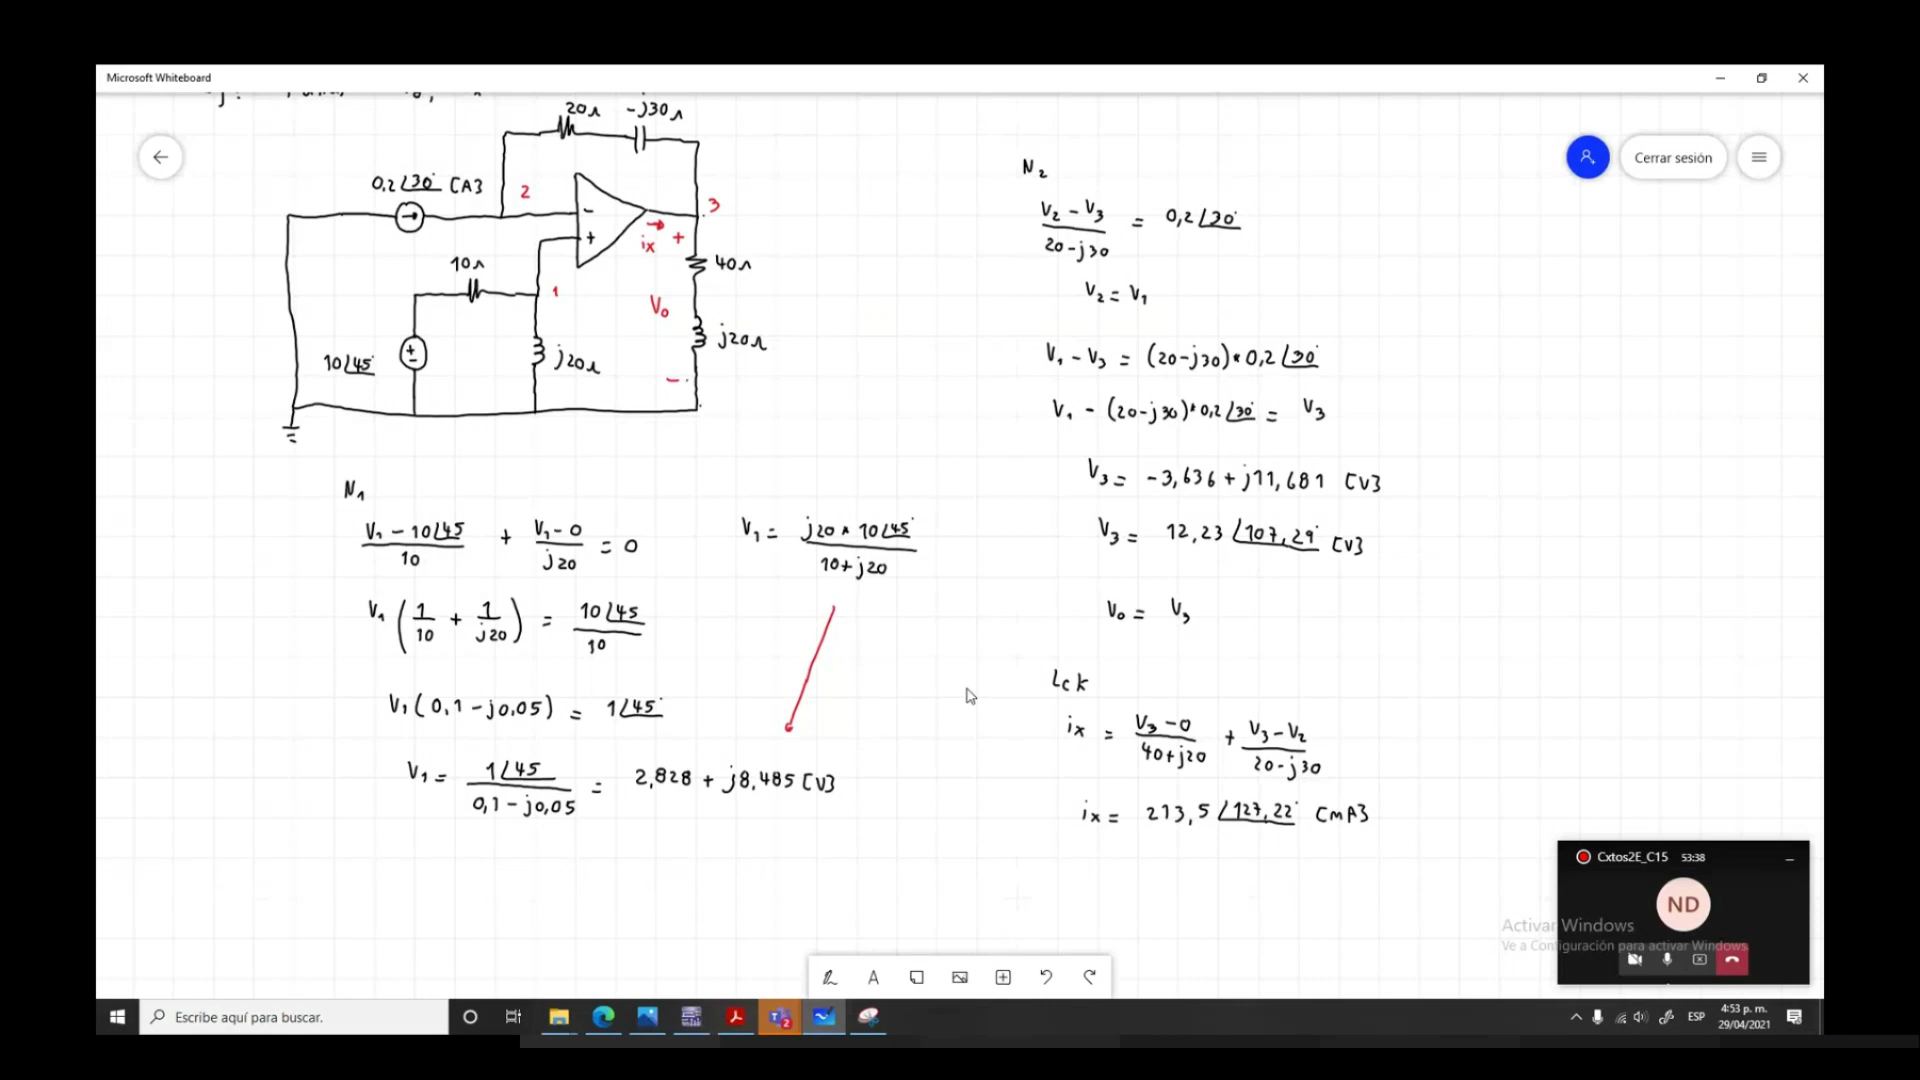 Microsoft Whiteboard
20Ω -j30Ω
0.2∠30° [A]
2
3
-
+
ix
+
10Ω
40Ω
1
Vo
10∠45°
+
-
j20Ω
j20Ω
-
N1
(V1 - 10∠45)/10 + (V1 - 0)/j20 = 0
V1 (1/10 + 1/j20) = 10∠45/10
V1 (0,1 - j0,05) = 1∠45°
V1 = 1∠45/(0,1 - j0,05) = 2,828 + j8,485 [V]
V1 = (j20 * 10∠45°)/(10 + j20)
N2
(V2 - V3)/(20 - j30) = 0,2∠30°
V2 = V1
V1 - V3 = (20 - j30) * 0,2∠30°
V1 - (20 - j30) * 0,2∠30° = V3
V3 = -3,636 + j11,681 [V]
V3 = 12,23∠107,29° [V]
Vo = V3
LCK
ix = (V3 - 0)/(40 + j20) + (V3 - V2)/(20 - j30)
ix = 213,5∠127,22° [mA]
Cerrar sesión
Cxtos2E_C15 53:38
ND
Activar Windows
Ve a Configuración para activar Windows.
A
Escribe aquí para buscar.
2
ESP
4:53 p. m.
29/04/2021